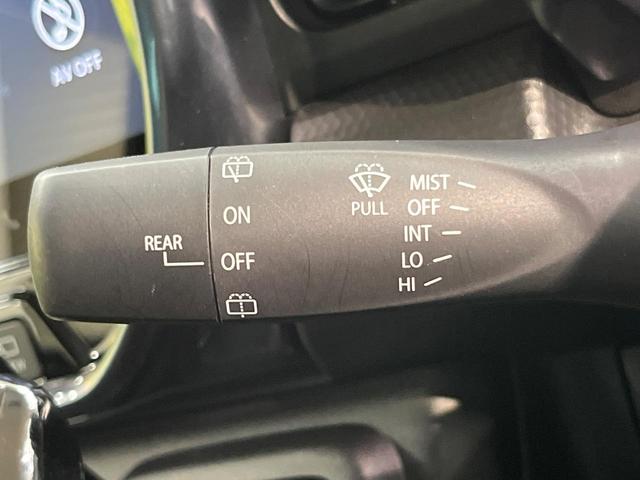 AV OFF
MIST
ON
PULL
OFF
REAR
OFF
INT
LO
HI